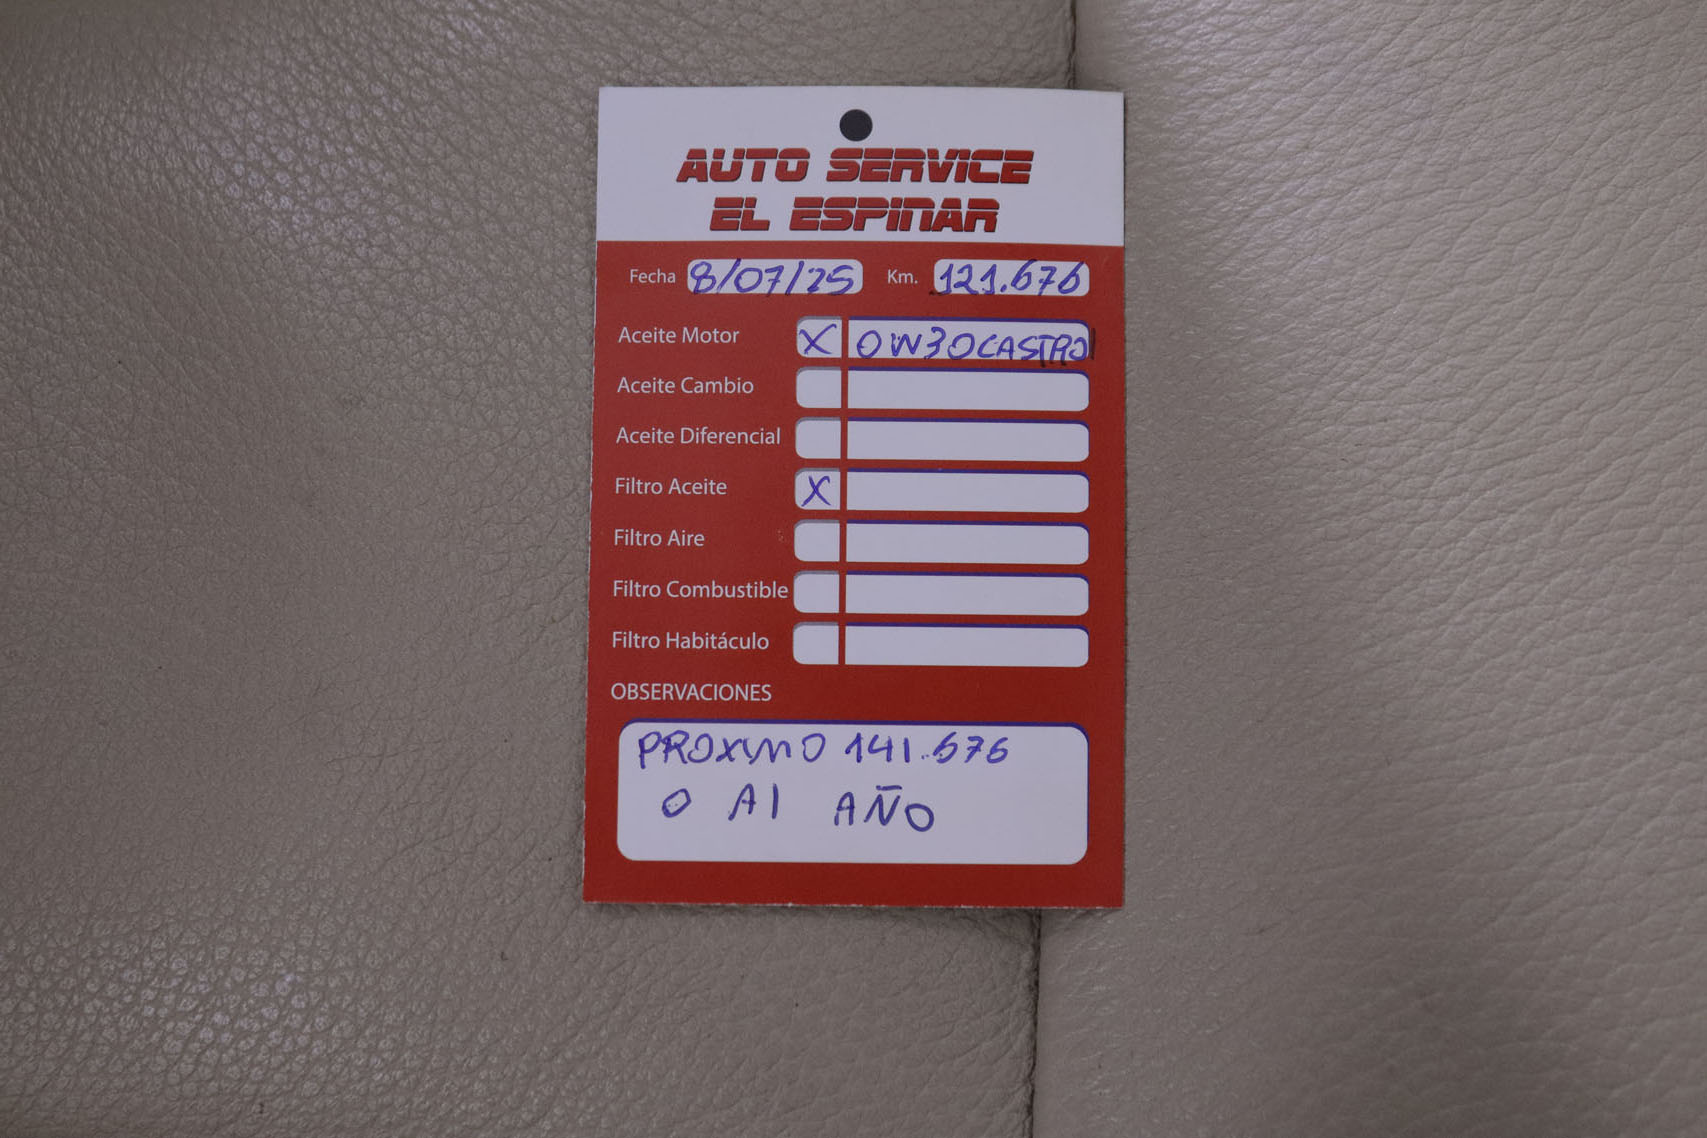 AUTO SERVICE
EL ESPINAR
Fecha 8/07/25 Km. 121.676
Aceite Motor X 0W30CASTROl
Aceite Cambio
Aceite Diferencial
Filtro Aceite X
Filtro Aire
Filtro Combustible
Filtro Habitáculo
OBSERVACIONES
PROXIMO 141.676
O Al AÑO